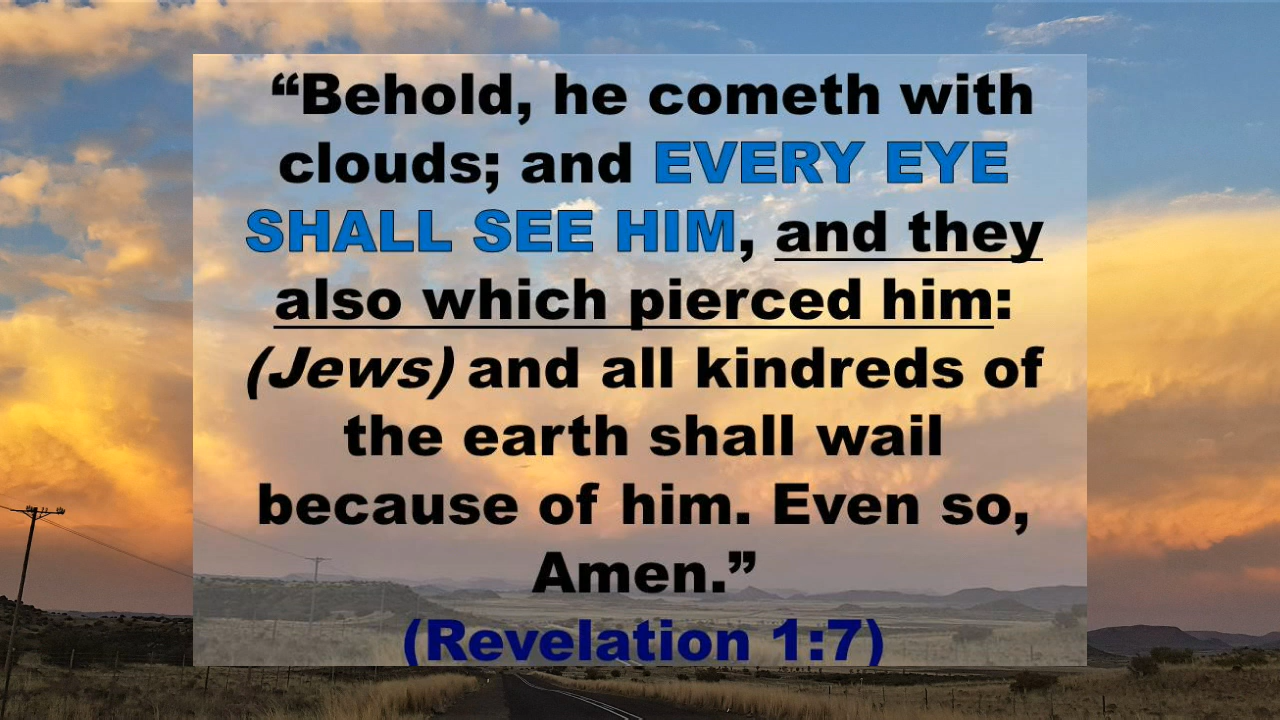 “Behold, he cometh with
clouds; and EVERY EYE
SHALL SEE HIM, and they
also which pierced him:
(Jews) and all kindreds of
the earth shall wail
because of him. Even so,
Amen.”
(Revelation 1:7)